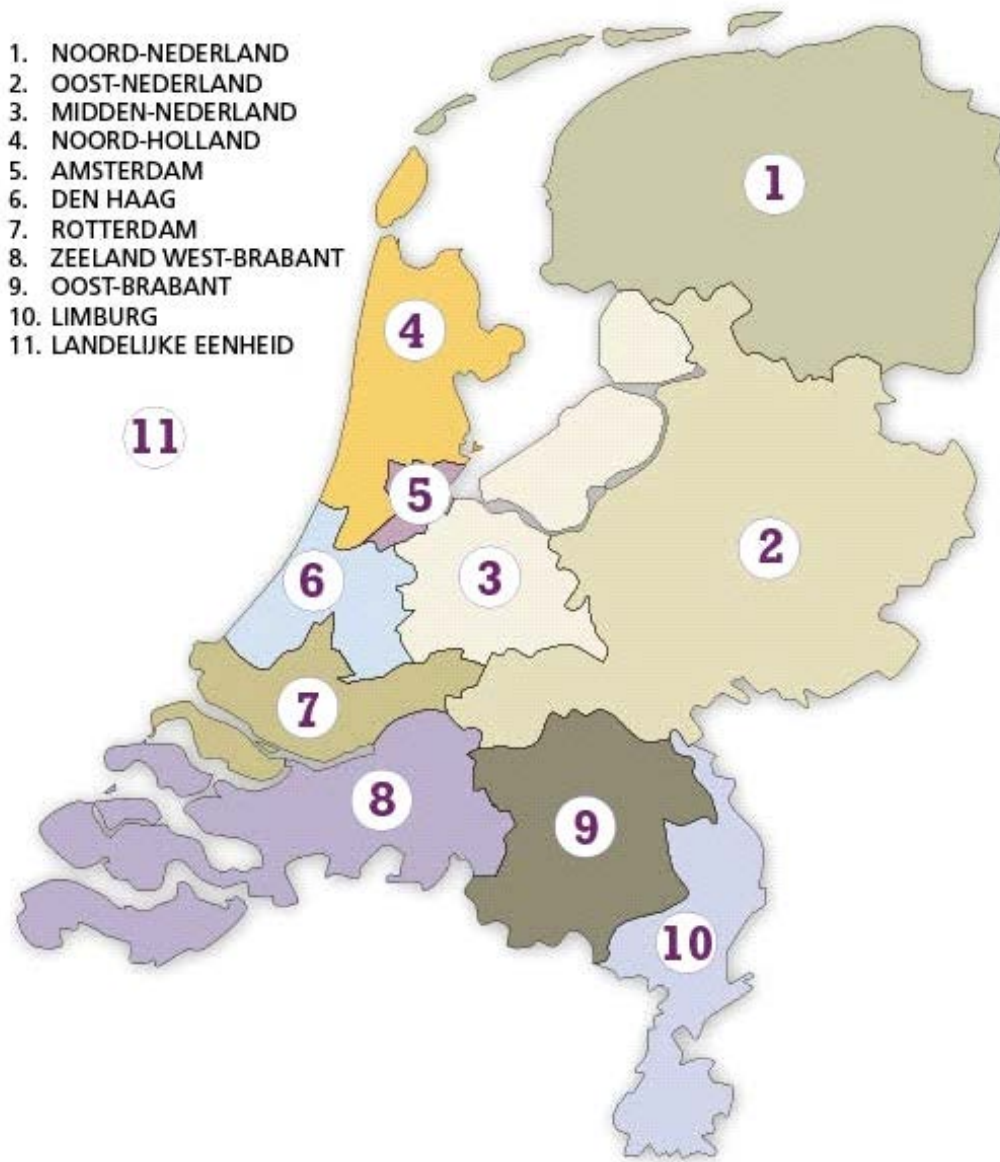 1. NOORD-NEDERLAND
2. OOST-NEDERLAND
3. MIDDEN-NEDERLAND
4. NOORD-HOLLAND
5. AMSTERDAM
6. DEN HAAG
7. ROTTERDAM
8. ZEELAND WEST-BRABANT
9. OOST-BRABANT
10. LIMBURG
11. LANDELIJKE EENHEID
1
4
11
5
2
6
3
7
8
9
10